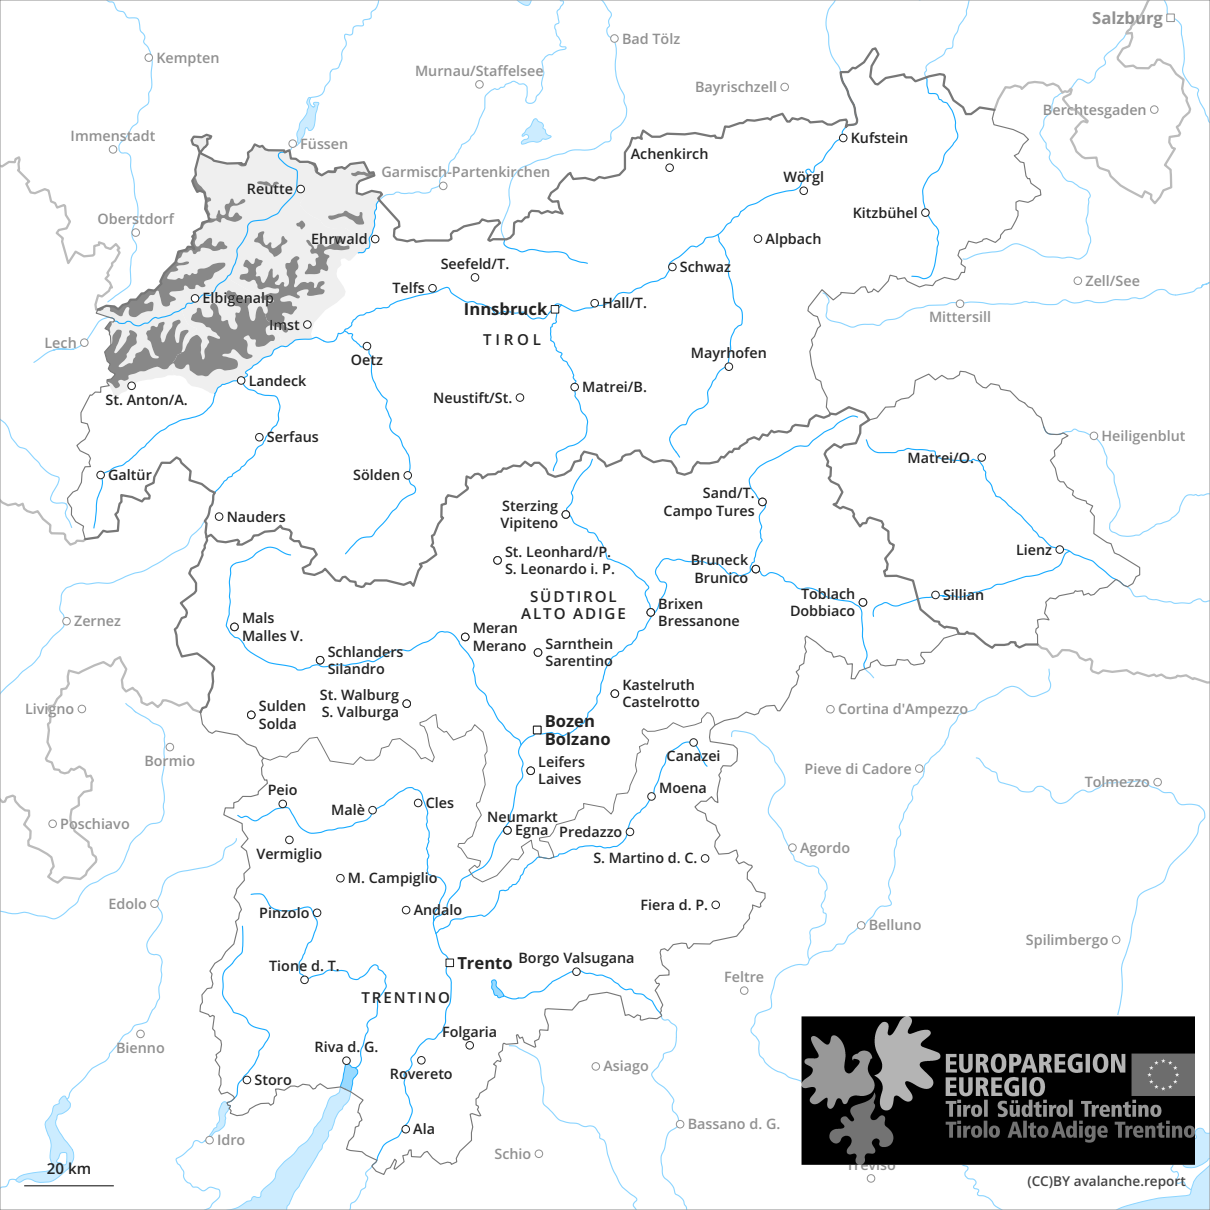 Salzburg
Bad Tölz
Kempten
Murnau/Staffelsee
Bayrischzell
Berchtesgaden
Immenstadt
Füssen
Kufstein
Achenkirch
Garmisch-Partenkirchen
Wörgl
Reutte
Oberstdorf
Kitzbühel
Ehrwald
Alpbach
Seefeld/T.
Schwaz
Zell/See
Telfs
Elbigenalp
Hall/T.
Innsbruck
Mittersill
Imst
TIROL
Lech
Oetz
Mayrhofen
Landeck
Matrei/B.
St. Anton/A.
Neustift/St.
Serfaus
Heiligenblut
Matrei/O.
Galtür
Sölden
Sand/T.
Campo Tures
Sterzing
Vipiteno
Nauders
St. Leonhard/P.
S. Leonardo i. P.
Lienz
Bruneck
Brunico
SÜDTIROL
ALTO ADIGE
Toblach
Dobbiaco
Sillian
Brixen
Bressanone
Zernez
Mals
Malles V.
Meran
Merano
Sarnthein
Sarentino
Schlanders
Silandro
Kastelruth
Castelrotto
St. Walburg
S. Valburga
Livigno
Sulden
Solda
Cortina d'Ampezzo
Bozen
Bolzano
Bormio
Canazei
Leifers
Laives
Pieve di Cadore
Tolmezzo
Peio
Moena
Malè
Cles
Neumarkt
Egna
Poschiavo
Predazzo
Vermiglio
Agordo
S. Martino d. C.
M. Campiglio
Edolo
Pinzolo
Andalo
Fiera d. P.
Belluno
Spilimbergo
Trento
Borgo Valsugana
Tione d. T.
Feltre
TRENTINO
Folgaria
Bienno
Riva d. G.
Rovereto
Asiago
Storo
EUROPAREGION
EUREGIO
Tirol Südtirol Trentino
Tirolo Alto Adige Trentino
Bassano d. G.
Ala
Idro
Schio
Treviso
20 km
(CC)BY avalanche.report